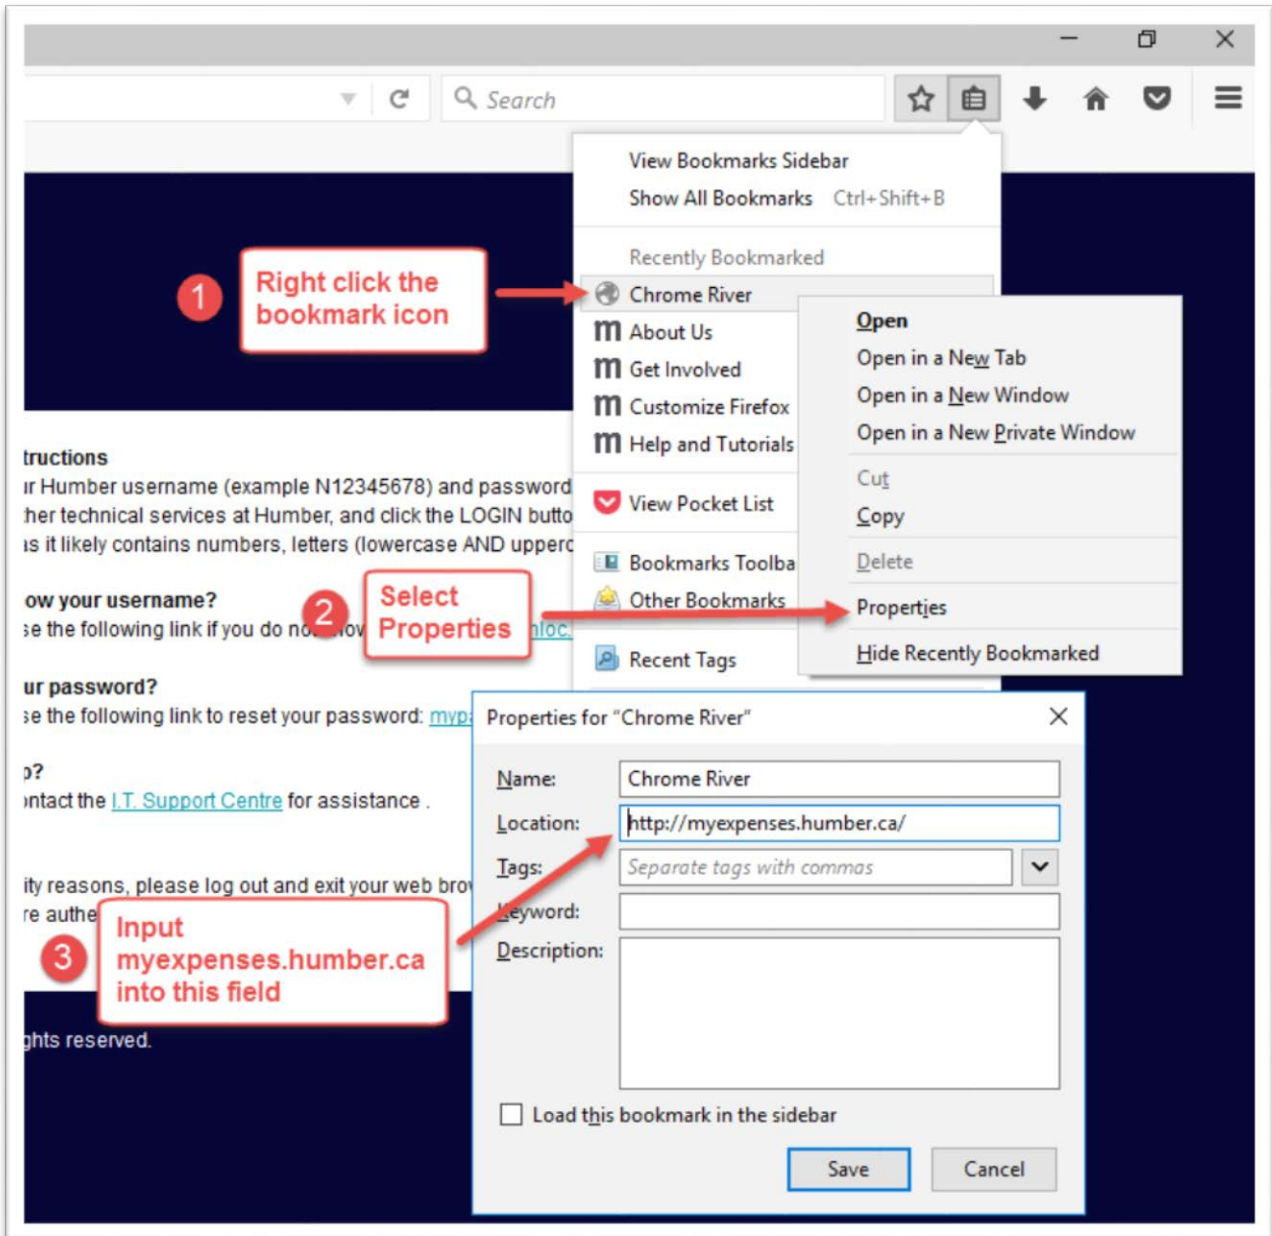 Search
View Bookmarks Sidebar
Show All Bookmarks Ctrl+Shift+B
Recently Bookmarked
1
Right click the
bookmark icon
Chrome River
About Us
Get Involved
Customize Firefox
Help and Tutorials
View Pocket List
Bookmarks Toolba
Other Bookmarks
Recent Tags
Open
Open in a New Tab
Open in a New Window
Open in a New Private Window
Cut
Copy
Delete
Properties
Hide Recently Bookmarked
2
Select
Properties
tructions
ır Humber username (example N12345678) and password
ther technical services at Humber, and click the LOGIN butto
as it likely contains numbers, letters (lowercase AND upperc
ow your username?
se the following link if you do
ur password?
se the following link to reset your password: mypa
p?
ontact the I.T. Support Centre for assistance .
ity reasons, please log out and exit your web brow
re authe
3
Input
myexpenses.humber.ca
into this field
ghts reserved.
Properties for "Chrome River"
Name: Chrome River
Location: http://myexpenses.humber.ca/
Tags: Separate tags with commas
Keyword:
Description:
Load this bookmark in the sidebar
Save Cancel